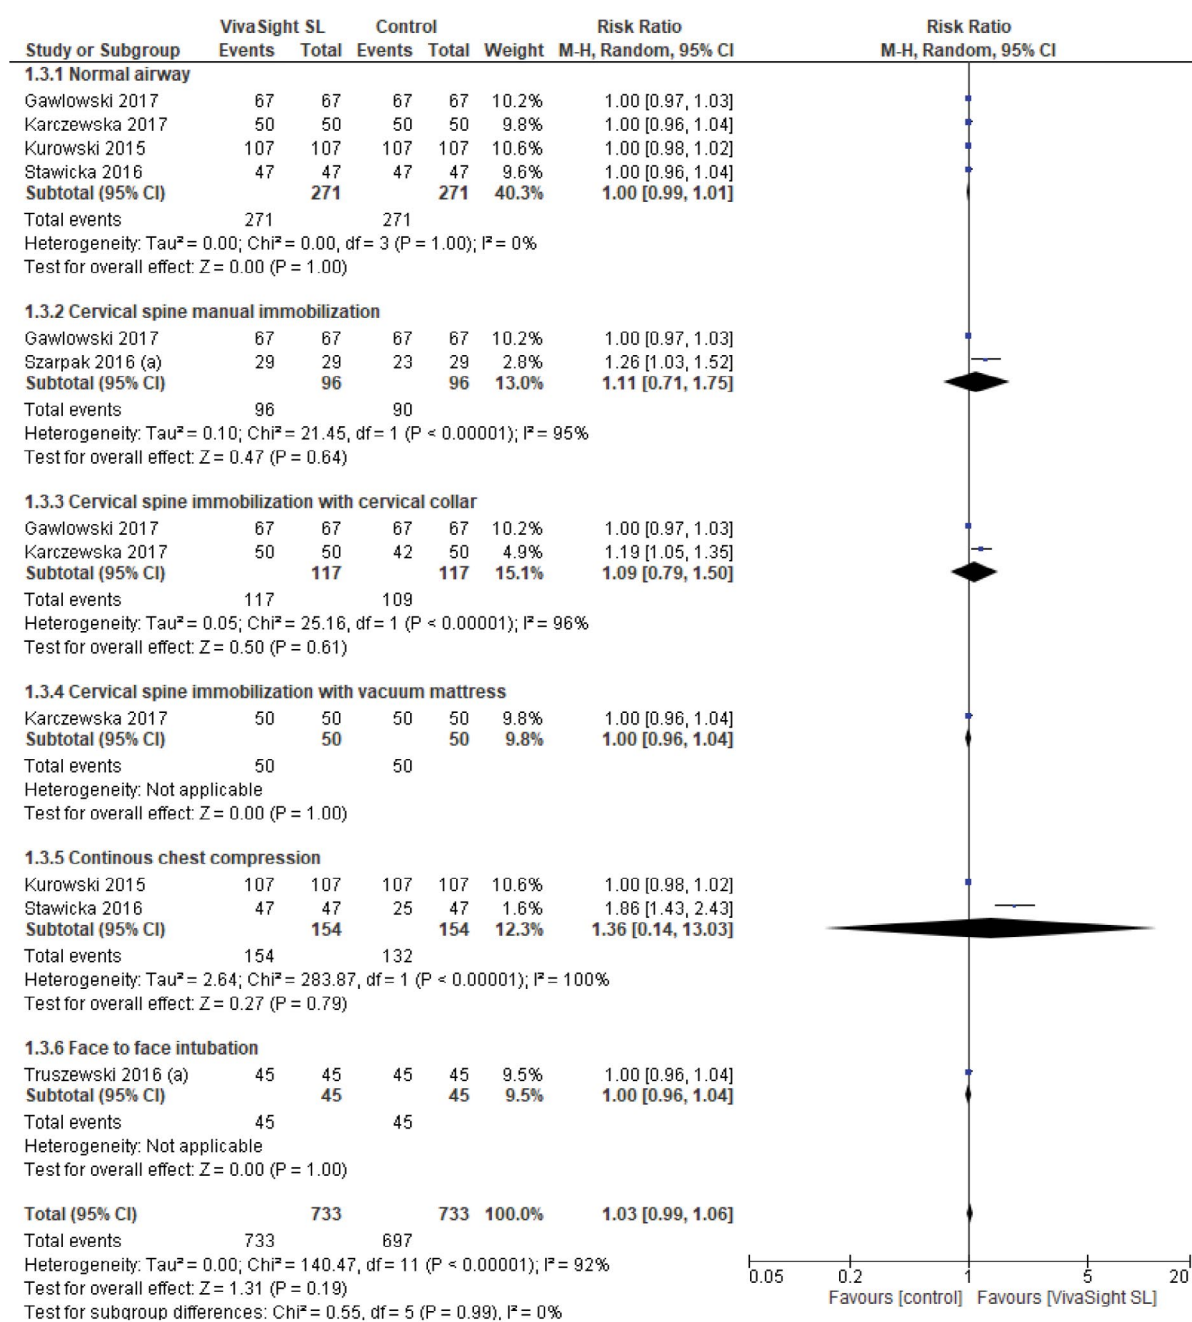 VivaSight SL Control Risk Ratio Risk Ratio
Study or Subgroup Events Total Events Total Weight M-H, Random, 95% CI M-H, Random, 95% CI
1.3.1 Normal airway
Gawlowski 2017 67 67 67 67 10.2% 1.00 [0.97, 1.03]
Karczewska 2017 50 50 50 50 9.8% 1.00 [0.96, 1.04]
Kurowski 2015 107 107 107 107 10.6% 1.00 [0.98, 1.02]
Stawicka 2016 47 47 47 47 9.6% 1.00 [0.96, 1.04]
Subtotal (95% CI) 271 271 40.3% 1.00 [0.99, 1.01]
Total events 271 271
Heterogeneity: Tau² = 0.00; Chi² = 0.00, df = 3 (P = 1.00); I² = 0%
Test for overall effect: Z = 0.00 (P = 1.00)
1.3.2 Cervical spine manual immobilization
Gawlowski 2017 67 67 67 67 10.2% 1.00 [0.97, 1.03]
Szarpak 2016 (a) 29 29 23 29 2.8% 1.26 [1.03, 1.52]
Subtotal (95% CI) 96 96 13.0% 1.11 [0.71, 1.75]
Total events 96 90
Heterogeneity: Tau² = 0.10; Chi² = 21.45, df = 1 (P < 0.00001); I² = 95%
Test for overall effect: Z = 0.47 (P = 0.64)
1.3.3 Cervical spine immobilization with cervical collar
Gawlowski 2017 67 67 67 67 10.2% 1.00 [0.97, 1.03]
Karczewska 2017 50 50 42 50 4.9% 1.19 [1.05, 1.35]
Subtotal (95% CI) 117 117 15.1% 1.09 [0.79, 1.50]
Total events 117 109
Heterogeneity: Tau² = 0.05; Chi² = 25.16, df = 1 (P < 0.00001); I² = 96%
Test for overall effect: Z = 0.50 (P = 0.61)
1.3.4 Cervical spine immobilization with vacuum mattress
Karczewska 2017 50 50 50 50 9.8% 1.00 [0.96, 1.04]
Subtotal (95% CI) 50 50 9.8% 1.00 [0.96, 1.04]
Total events 50 50
Heterogeneity: Not applicable
Test for overall effect: Z = 0.00 (P = 1.00)
1.3.5 Continous chest compression
Kurowski 2015 107 107 107 107 10.6% 1.00 [0.98, 1.02]
Stawicka 2016 47 47 25 47 1.6% 1.86 [1.43, 2.43]
Subtotal (95% CI) 154 154 12.3% 1.36 [0.14, 13.03]
Total events 154 132
Heterogeneity: Tau² = 2.64; Chi² = 283.87, df = 1 (P < 0.00001); I² = 100%
Test for overall effect: Z = 0.27 (P = 0.79)
1.3.6 Face to face intubation
Truszewski 2016 (a) 45 45 45 45 9.5% 1.00 [0.96, 1.04]
Subtotal (95% CI) 45 45 9.5% 1.00 [0.96, 1.04]
Total events 45 45
Heterogeneity: Not applicable
Test for overall effect: Z = 0.00 (P = 1.00)
Total (95% CI) 733 733 100.0% 1.03 [0.99, 1.06]
Total events 733 697
Heterogeneity: Tau² = 0.00; Chi² = 140.47, df = 11 (P < 0.00001); I² = 92%
Test for overall effect: Z = 1.31 (P = 0.19)
Test for subgroup differences: Chi² = 0.55, df = 5 (P = 0.99), I² = 0%
0.05 0.2 1 5 20
Favours [control] Favours [VivaSight SL]